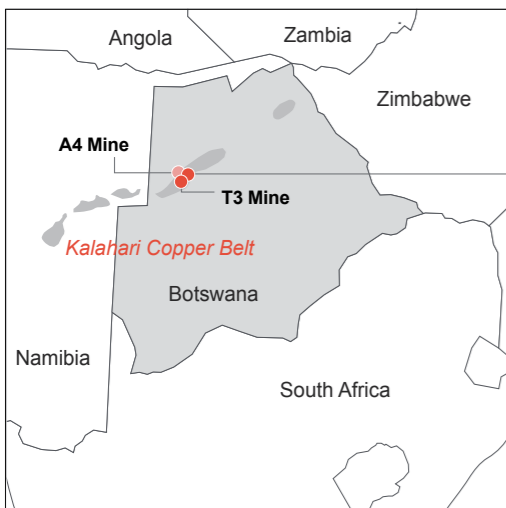 Angola
Zambia
Zimbabwe
A4 Mine
T3 Mine
Kalahari Copper Belt
Botswana
Namibia
South Africa